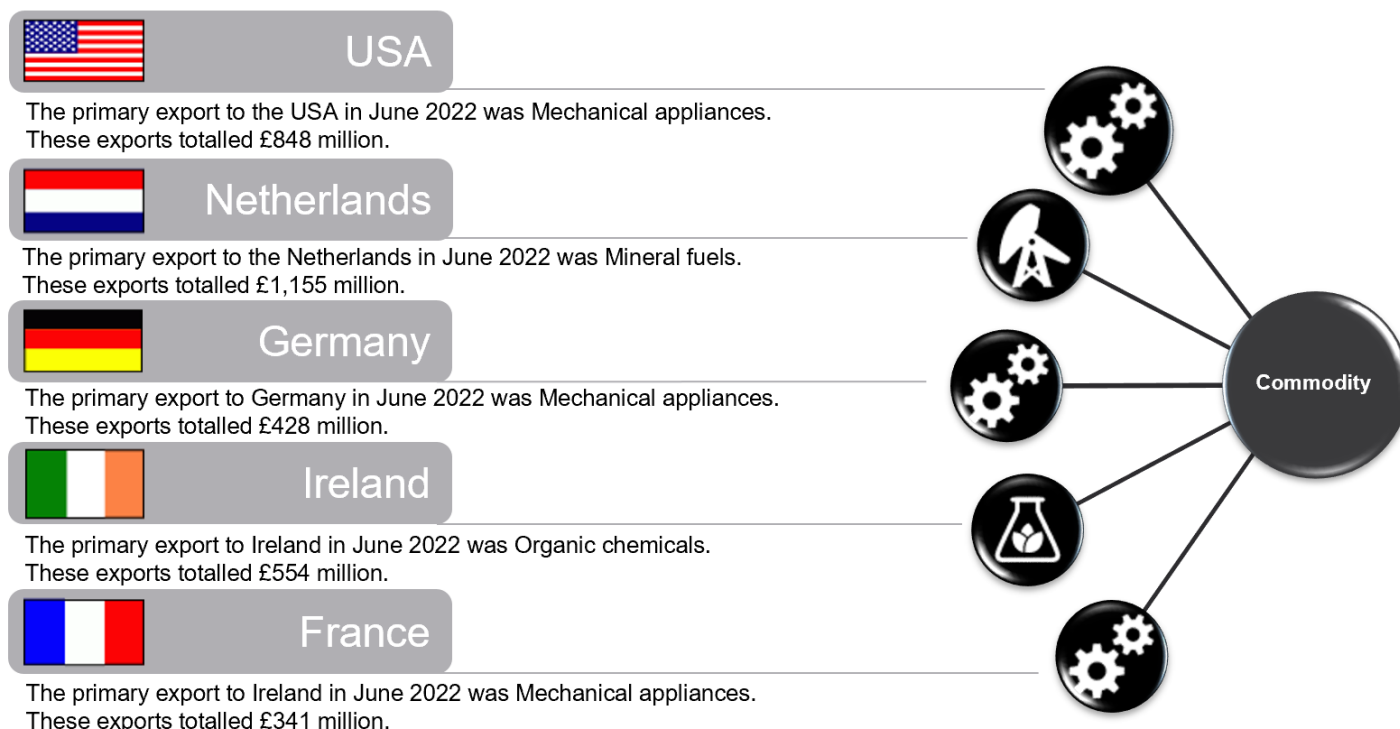 USA
The primary export to the USA in June 2022 was Mechanical appliances.
These exports totalled £848 million.
Netherlands
The primary export to the Netherlands in June 2022 was Mineral fuels.
These exports totalled £1,155 million.
Germany
The primary export to Germany in June 2022 was Mechanical appliances.
These exports totalled £428 million.
Ireland
The primary export to Ireland in June 2022 was Organic chemicals.
These exports totalled £554 million.
France
The primary export to Ireland in June 2022 was Mechanical appliances.
These exports totalled £341 million.
Commodity